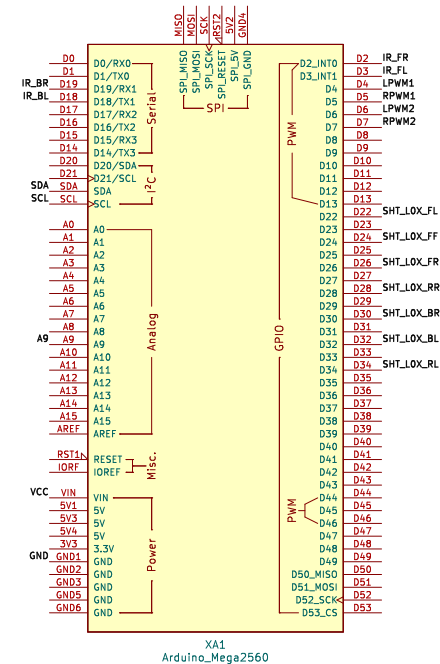 MISO MOSI SCK RST2 5V2 GND4
SPI_MISO SPI_MOSI SPI_SCK SPI_RESET SPI_5V SPI_GND
SPI
D0 D0/RX0
D1 D1/TX0
IR_BR D19 D19/RX1
IR_BL D18 D18/TX1
D17 D17/RX2
D16 D16/TX2
D15 D15/RX3
D14 D14/TX3
Serial
D20 D20/SDA
D21 D21/SCL
SDA SDA SDA
SCL SCL SCL
I²C
A0 A0
A1 A1
A2 A2
A3 A3
A4 A4
A5 A5
A6 A6
A7 A7
A8 A8
A9 A9 A9
A10 A10
A11 A11
A12 A12
A13 A13
A14 A14
A15 A15
AREF AREF
Analog
RST1 RESET
IORF IOREF
Misc.
VCC VIN VIN
5V1 5V
5V3 5V
5V4 5V
3V3 3.3V
GND GND1 GND
GND2 GND
GND3 GND
GND5 GND
GND6 GND
Power
D2_INT0 D2 IR_FR
D3_INT1 D3 IR_FL
D4 D4 LPWM1
D5 D5 RPWM1
D6 D6 LPWM2
D7 D7 RPWM2
D8 D8
D9 D9
D10 D10
D11 D11
D12 D12
D13 D13
PWM
D22 D22 SHT_LOX_FL
D23 D23
D24 D24 SHT_LOX_FF
D25 D25
D26 D26 SHT_LOX_FR
D27 D27
D28 D28 SHT_LOX_RR
D29 D29
D30 D30 SHT_LOX_BR
D31 D31
D32 D32 SHT_LOX_BL
D33 D33
D34 D34 SHT_LOX_RL
D35 D35
D36 D36
D37 D37
D38 D38
D39 D39
D40 D40
D41 D41
D42 D42
D43 D43
D44 D44
D45 D45
D46 D46
PWM
D47 D47
D48 D48
D49 D49
D50_MISO D50
D51_MOSI D51
D52_SCK D52
D53_CS D53
GPIO
XA1
Arduino_Mega2560